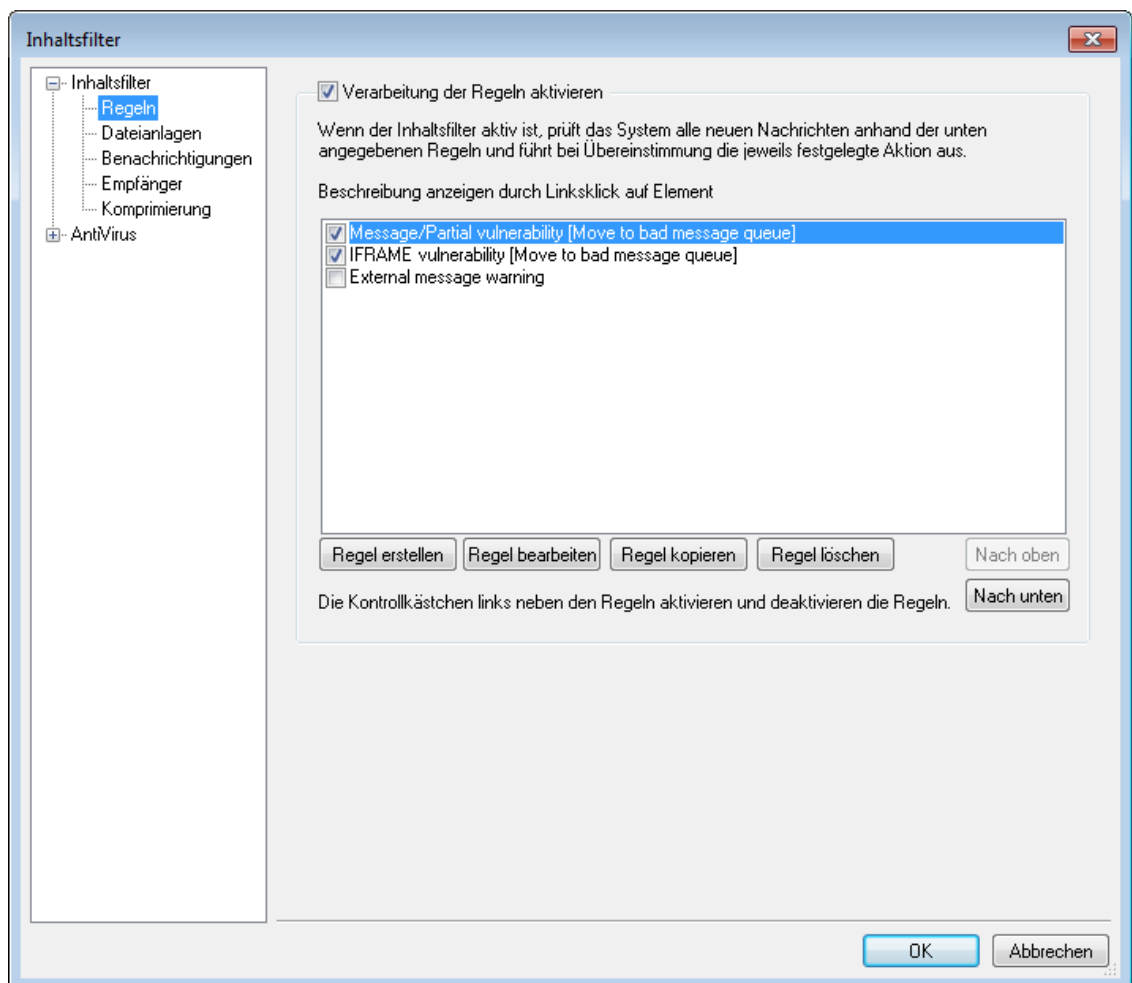 Inhaltsfilter
Inhaltsfilter
Regeln
Dateianlagen
Benachrichtigungen
Empfänger
Komprimierung
AntiVirus
Verarbeitung der Regeln aktivieren
Wenn der Inhaltsfilter aktiv ist, prüft das System alle neuen Nachrichten anhand der unten
angegebenen Regeln und führt bei Übereinstimmung die jeweils festgelegte Aktion aus.
Beschreibung anzeigen durch Linksklick auf Element
Message/Partial vulnerability [Move to bad message queue]
IFRAME vulnerability [Move to bad message queue]
External message warning
Regel erstellen Regel bearbeiten Regel kopieren Regel löschen Nach oben
Die Kontrollkästchen links neben den Regeln aktivieren und deaktivieren die Regeln. Nach unten
OK Abbrechen